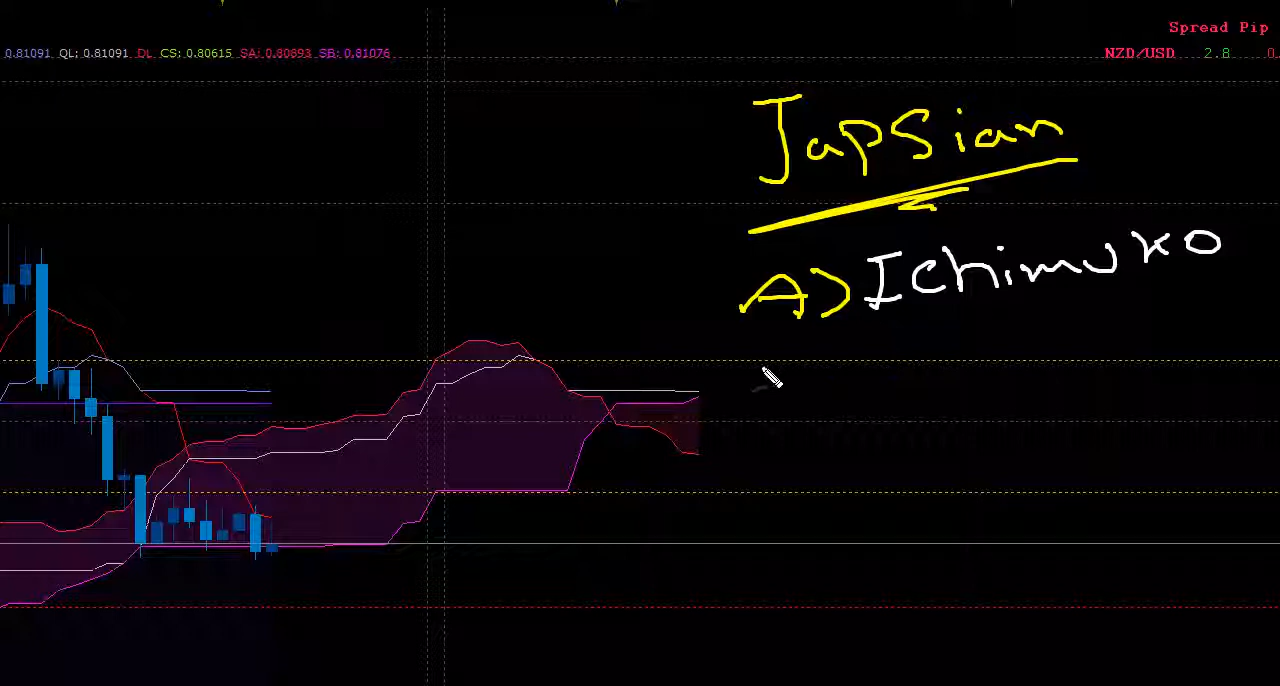 Spread Pip
0.81091 QL: 0.81091 DL CS: 0.80615 SA: 0.80893 SB: 0.81076
NZD/USD 2.8 0
JapSian
A) IchimuKO